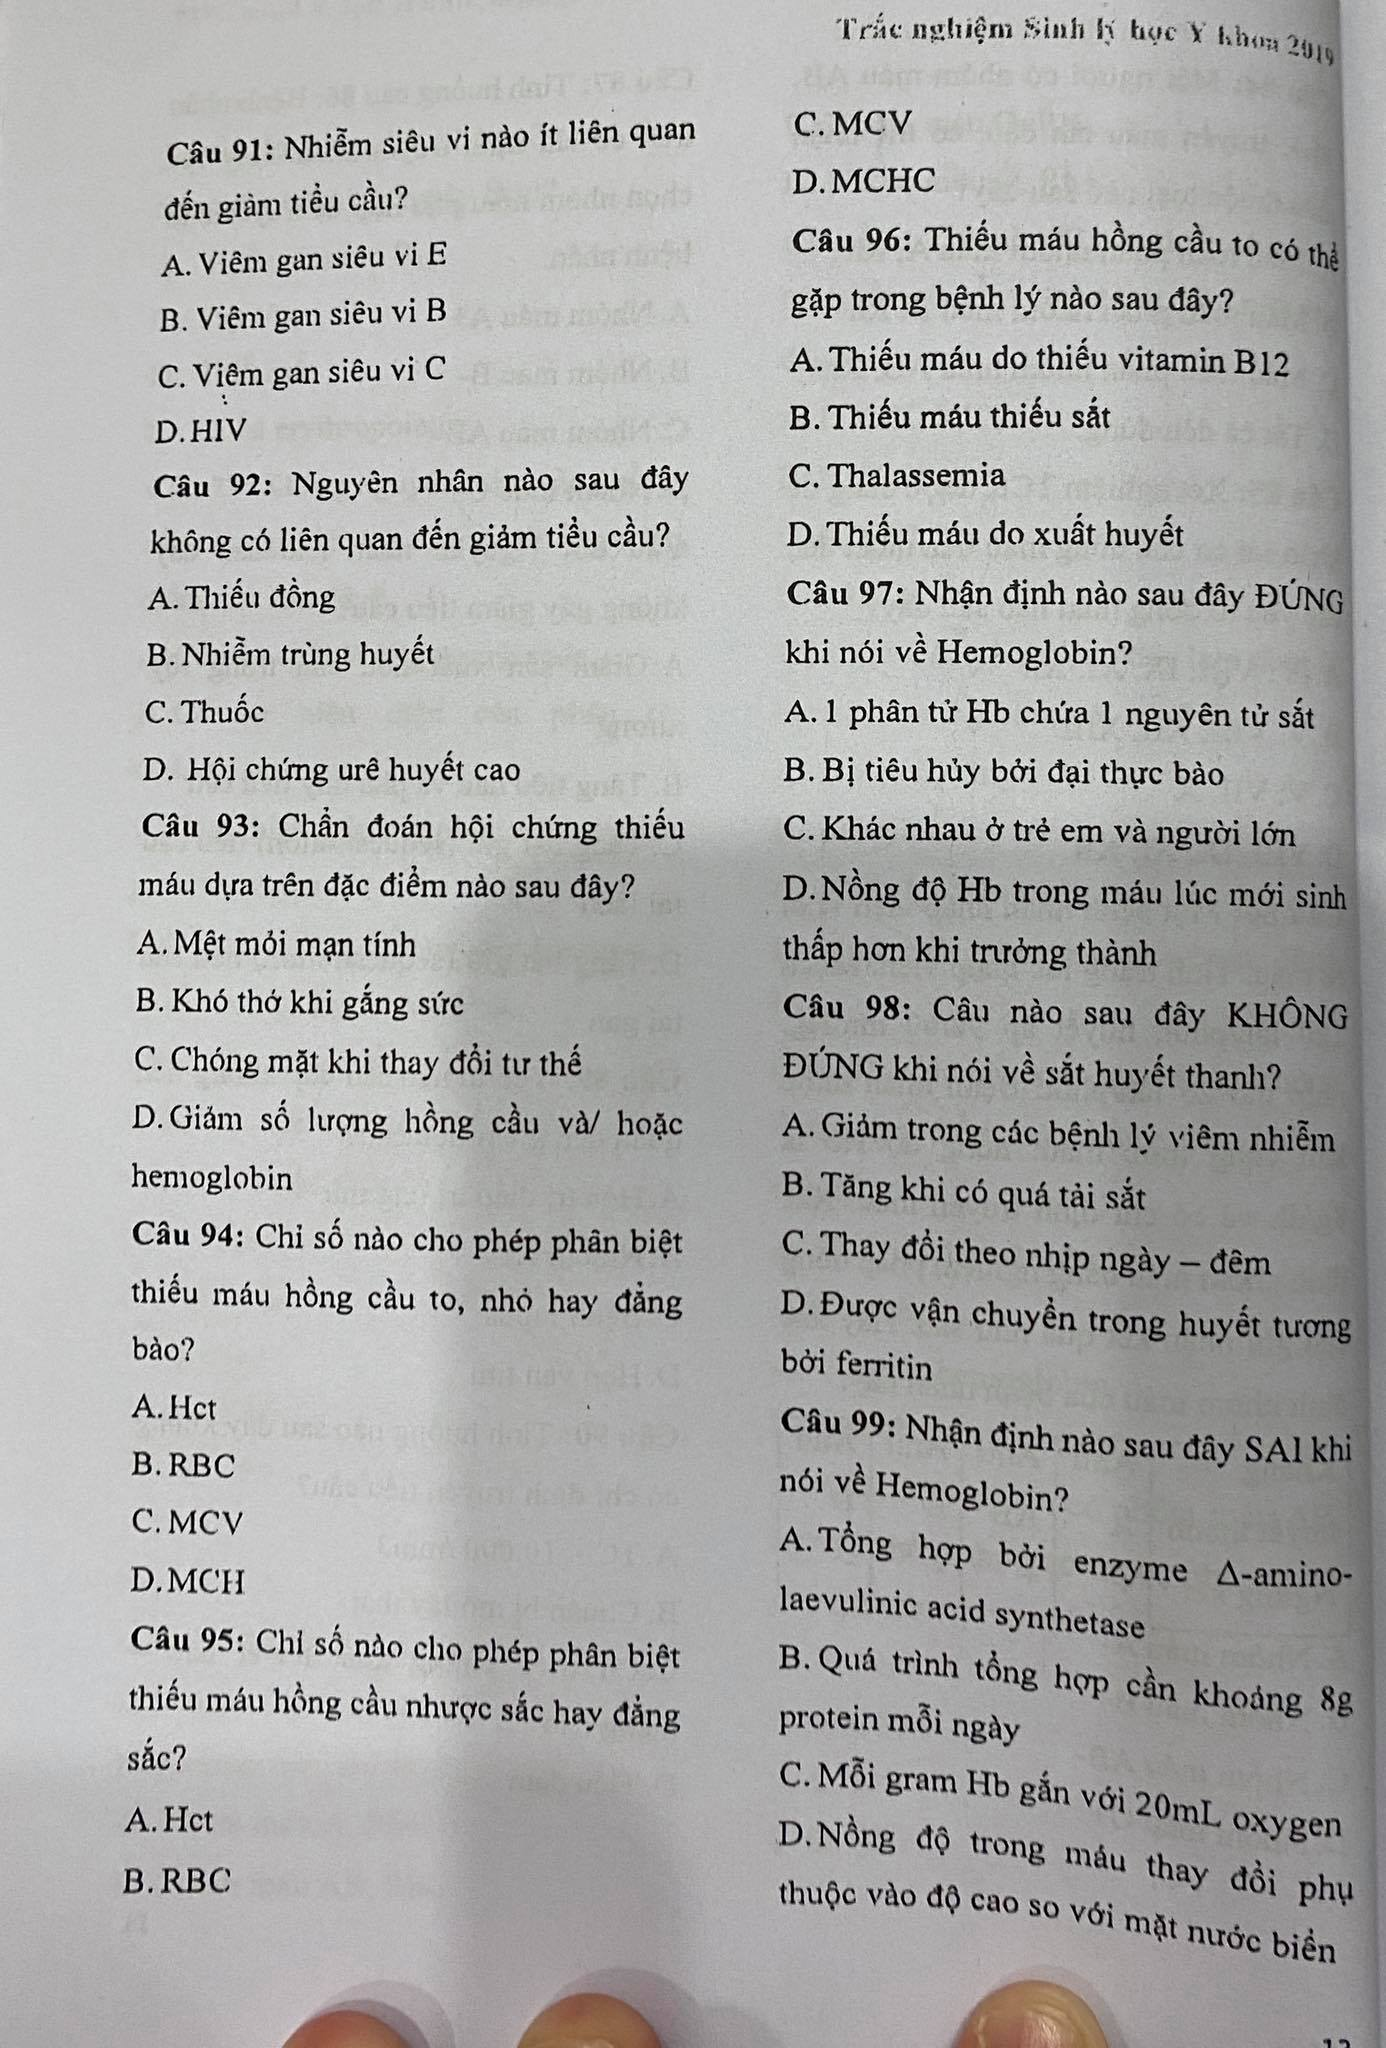 Trắc nghiệm Sinh lý học Y khoa 2019
Câu 91: Nhiễm siêu vi nào ít liên quan
đến giảm tiểu cầu?
A. Viêm gan siêu vi E
B. Viêm gan siêu vi B
C. Viêm gan siêu vi C
D. HIV
Câu 92: Nguyên nhân nào sau đây
không có liên quan đến giảm tiểu cầu?
A. Thiếu đồng
B. Nhiễm trùng huyết
C. Thuốc
D. Hội chứng urê huyết cao
Câu 93: Chẩn đoán hội chứng thiếu
máu dựa trên đặc điểm nào sau đây?
A. Mệt mỏi mạn tính
B. Khó thở khi gắng sức
C. Chóng mặt khi thay đổi tư thế
D. Giảm số lượng hồng cầu và/ hoặc
hemoglobin
Câu 94: Chỉ số nào cho phép phân biệt
thiếu máu hồng cầu to, nhỏ hay đẳng
bào?
A. Hct
B. RBC
C. MCV
D. MCH
Câu 95: Chỉ số nào cho phép phân biệt
thiếu máu hồng cầu nhược sắc hay đẳng
sắc?
A. Hct
B. RBC
C. MCV
D. MCHC
Câu 96: Thiếu máu hồng cầu to có thể
gặp trong bệnh lý nào sau đây?
A. Thiếu máu do thiếu vitamin B12
B. Thiếu máu thiếu sắt
C. Thalassemia
D. Thiếu máu do xuất huyết
Câu 97: Nhận định nào sau đây ĐÚNG
khi nói về Hemoglobin?
A. 1 phân tử Hb chứa 1 nguyên tử sắt
B. Bị tiêu hủy bởi đại thực bào
C. Khác nhau ở trẻ em và người lớn
D. Nồng độ Hb trong máu lúc mới sinh
thấp hơn khi trưởng thành
Câu 98: Câu nào sau đây KHÔNG
ĐÚNG khi nói về sắt huyết thanh?
A. Giảm trong các bệnh lý viêm nhiễm
B. Tăng khi có quá tải sắt
C. Thay đổi theo nhịp ngày – đêm
D. Được vận chuyển trong huyết tương
bởi ferritin
Câu 99: Nhận định nào sau đây SAI khi
nói về Hemoglobin?
A. Tổng hợp bởi enzyme Δ-amino-
laevulinic acid synthetase
B. Quá trình tổng hợp cần khoảng 8g
protein mỗi ngày
C. Mỗi gram Hb gắn với 20mL oxygen
D. Nồng độ trong máu thay đổi phụ
thuộc vào độ cao so với mặt nước biển